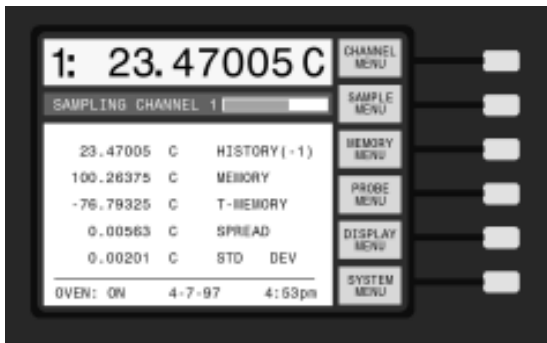 1: 23.47005 C
SAMPLING CHANNEL 1
23.47005 C HISTORY(-1)
100.26375 C MEMORY
-76.79325 C T-MEMORY
0.00563 C SPREAD
0.00201 C STD DEV
OVEN: ON 4-7-97 4:53pm
CHANNEL
MENU
SAMPLE
MENU
MEMORY
MENU
PROBE
MENU
DISPLAY
MENU
SYSTEM
MENU